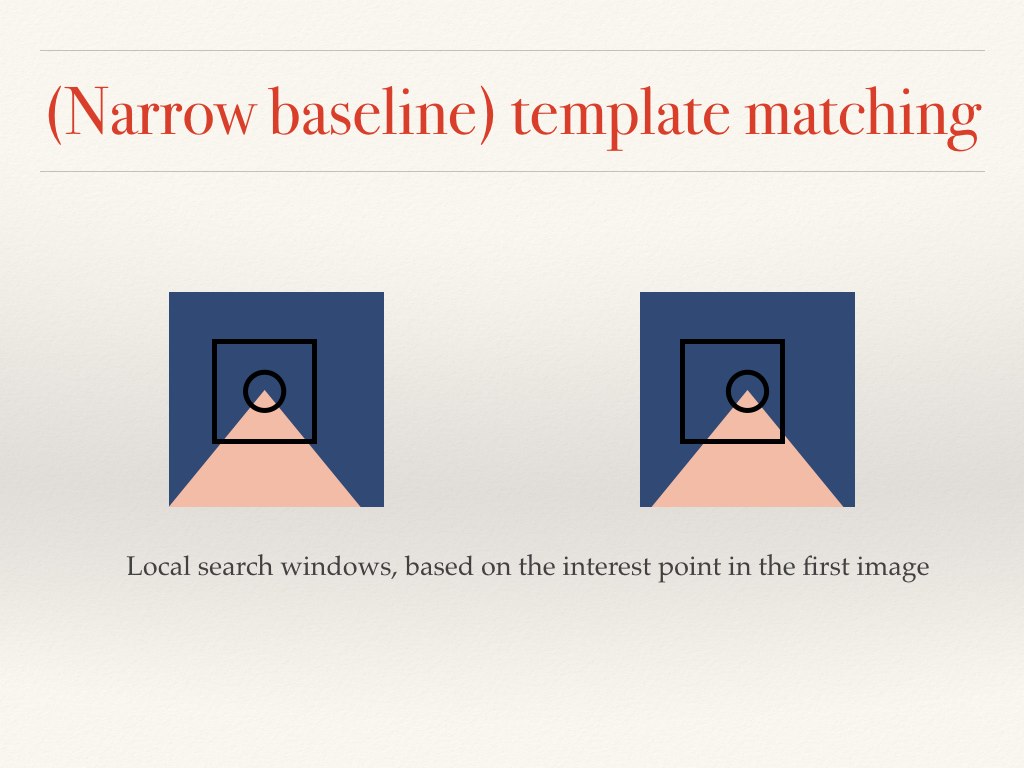 (Narrow baseline) template matching
Local search windows, based on the interest point in the first image